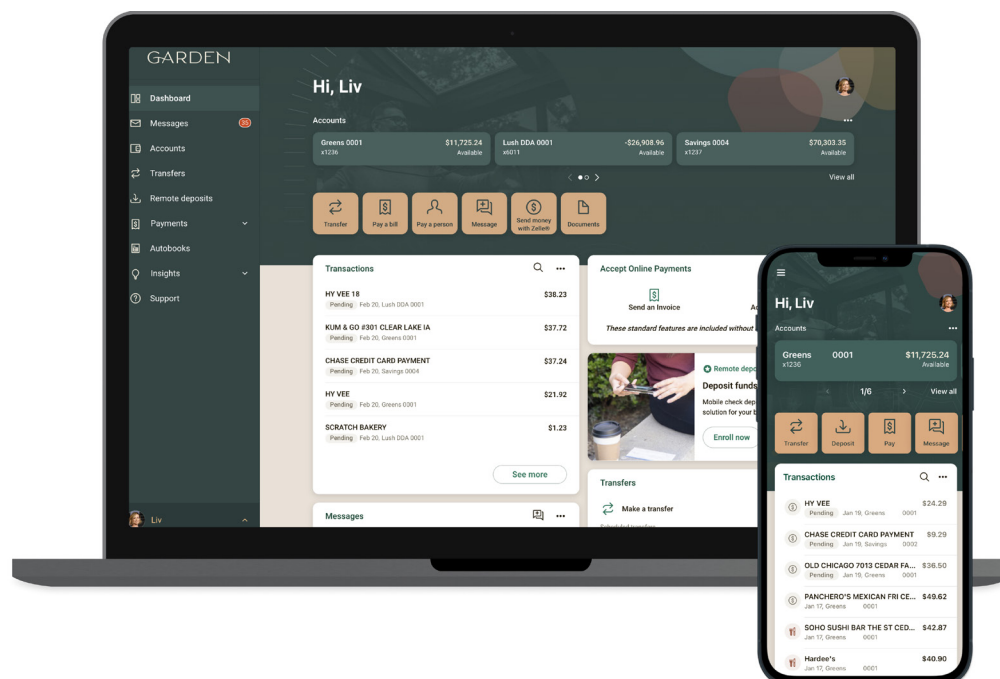 GARDEN
Dashboard
Messages 35
Accounts
Transfers
Remote deposits
Payments
Autobooks
Insights
Support
Liv
Hi, Liv
Accounts
Greens 0001 $11,725.24
x1236 Available
Lush DDA 0001 -$26,908.96
x6011 Available
Savings 0004 $70,303.35
x1237 Available
View all
Transfer
Pay a bill
Pay a person
Message
Send money
with Zelle®
Documents
Transactions
HY VEE 18 $38.23
Pending Feb 20, Lush DDA 0001
KUM & GO #301 CLEAR LAKE IA $37.72
Pending Feb 20, Greens 0001
CHASE CREDIT CARD PAYMENT $37.24
Pending Feb 20, Savings 0004
HY VEE $21.92
Pending Feb 20, Greens 0001
SCRATCH BAKERY $1.23
Pending Feb 20, Lush DDA 0001
See more
Messages
Accept Online Payments
Send an Invoice
These standard features are included without
Remote depo
Deposit funds
Mobile check dep
solution for your b
Enroll now
Transfers
Make a transfer
Scheduled transfers
Hi, Liv
Accounts
Greens 0001 $11,725.24
x1236 Available
1/6 View all
Transfer
Deposit
Pay
Message
Transactions
HY VEE $24.29
Pending Jan 19, Greens 0001
CHASE CREDIT CARD PAYMENT $9.29
Pending Jan 19, Savings 0002
OLD CHICAGO 7013 CEDAR FA... $36.50
Pending Jan 19, Greens 0001
PANCHERO'S MEXICAN FRI CE... $49.62
Jan 17, Greens 0001
SOHO SUSHI BAR THE ST CED... $42.87
Jan 17, Greens 0001
Hardee's $40.90
Jan 17, Greens 0001